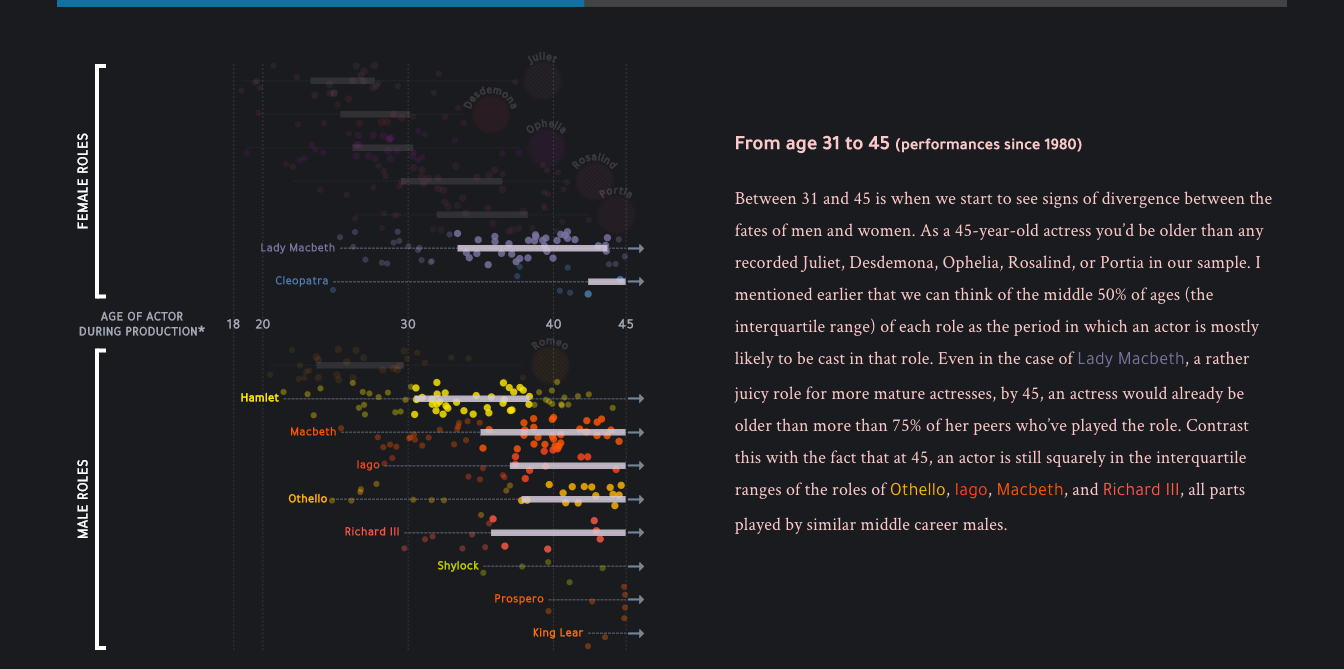 Juliet
Desdemona
Ophelia
Rosalind
Portia
FEMALE ROLES
Lady Macbeth
Cleopatra
AGE OF ACTOR
DURING PRODUCTION*
18 20 30 40 45
Romeo
MALE ROLES
Hamlet
Macbeth
Iago
Othello
Richard III
Shylock
Prospero
King Lear
From age 31 to 45 (performances since 1980)
Between 31 and 45 is when we start to see signs of divergence between the
fates of men and women. As a 45-year-old actress you’d be older than any
recorded Juliet, Desdemona, Ophelia, Rosalind, or Portia in our sample. I
mentioned earlier that we can think of the middle 50% of ages (the
interquartile range) of each role as the period in which an actor is mostly
likely to be cast in that role. Even in the case of Lady Macbeth, a rather
juicy role for more mature actresses, by 45, an actress would already be
older than more than 75% of her peers who’ve played the role. Contrast
this with the fact that at 45, an actor is still squarely in the interquartile
ranges of the roles of Othello, Iago, Macbeth, and Richard III, all parts
played by similar middle career males.